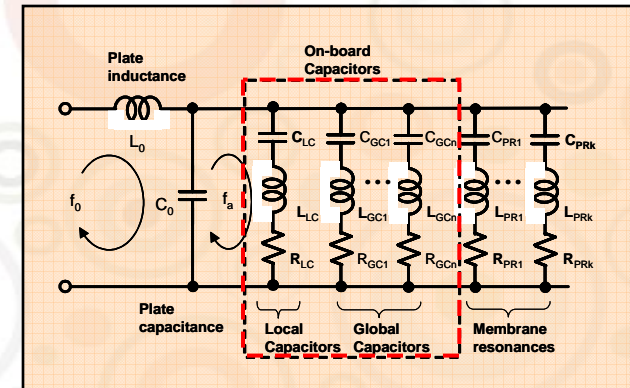 Plate
inductance
On-board
Capacitors
L0
f0
C0
fa
CLC
CGC1
CGCn
CPR1
CPRk
LLC
LGC1
LGCn
LPR1
LPRk
RLC
RGC1
RGCn
RPR1
RPRk
Plate
capacitance
Local
Capacitors
Global
Capacitors
Membrane
resonances